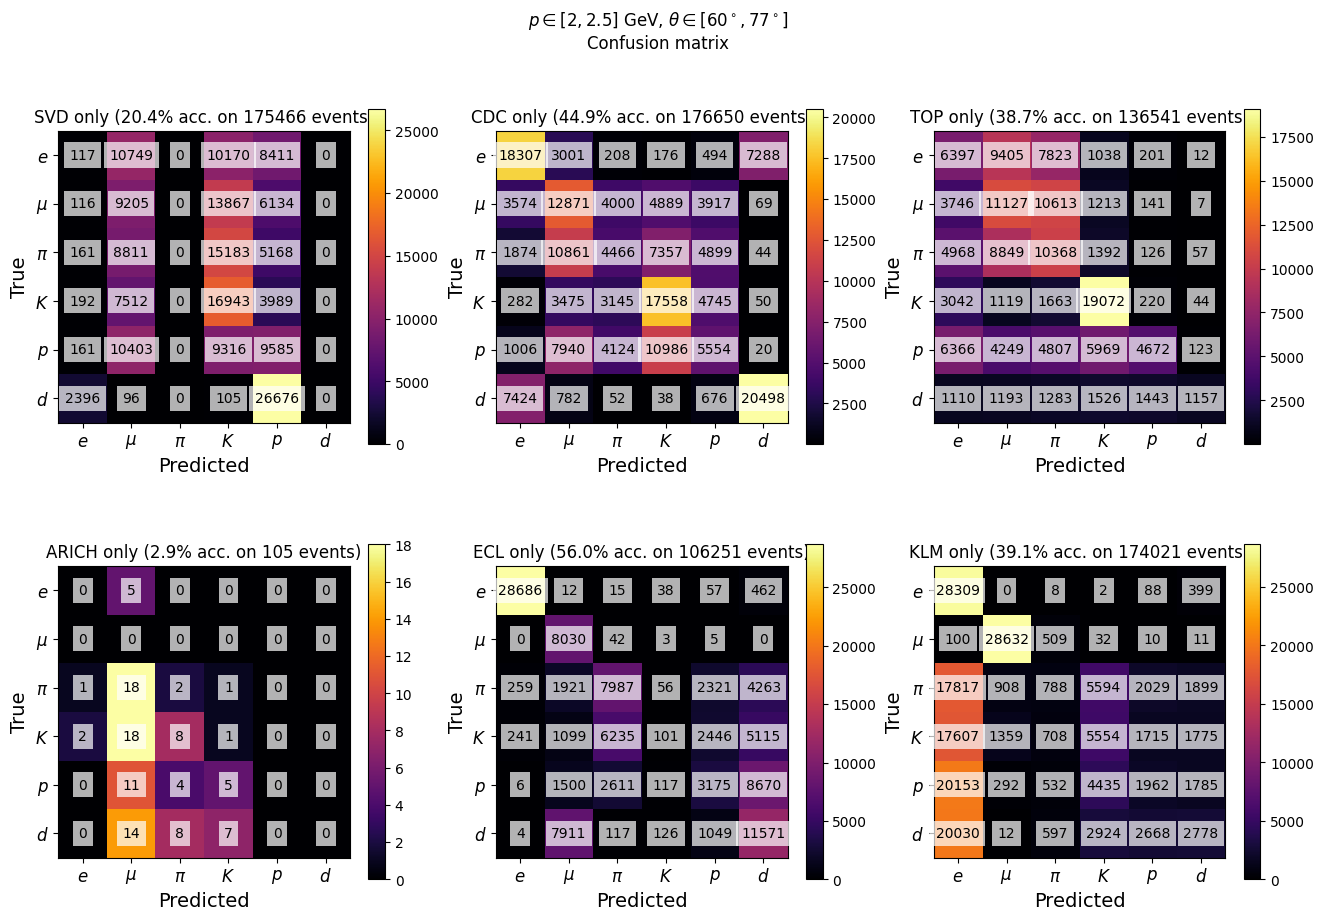 p ∈ [2, 2.5] GeV, θ ∈ [60°, 77°]
Confusion matrix
SVD only (20.4% acc. on 175466 events
True
e 117 10749 0 10170 8411 0
μ 116 9205 0 13867 6134 0
π 161 8811 0 15183 5168 0
K 192 7512 0 16943 3989 0
p 161 10403 0 9316 9585 0
d 2396 96 0 105 26676 0
e μ π K p d
Predicted
25000
20000
15000
10000
5000
0
CDC only (44.9% acc. on 176650 events
True
e 18307 3001 208 176 494 7288
μ 3574 12871 4000 4889 3917 69
π 1874 10861 4466 7357 4899 44
K 282 3475 3145 17558 4745 50
p 1006 7940 4124 10986 5554 20
d 7424 782 52 38 676 20498
e μ π K p d
Predicted
20000
17500
15000
12500
10000
7500
5000
2500
TOP only (38.7% acc. on 136541 events
True
e 6397 9405 7823 1038 201 12
μ 3746 11127 10613 1213 141 7
π 4968 8849 10368 1392 126 57
K 3042 1119 1663 19072 220 44
p 6366 4249 4807 5969 4672 123
d 1110 1193 1283 1526 1443 1157
e μ π K p d
Predicted
17500
15000
12500
10000
7500
5000
2500
ARICH only (2.9% acc. on 105 events)
True
e 0 5 0 0 0 0
μ 0 0 0 0 0 0
π 1 18 2 1 0 0
K 2 18 8 1 0 0
p 0 11 4 5 0 0
d 0 14 8 7 0 0
e μ π K p d
Predicted
18
16
14
12
10
8
6
4
2
0
ECL only (56.0% acc. on 106251 events)
True
e 28686 12 15 38 57 462
μ 0 8030 42 3 5 0
π 259 1921 7987 56 2321 4263
K 241 1099 6235 101 2446 5115
p 6 1500 2611 117 3175 8670
d 4 7911 117 126 1049 11571
e μ π K p d
Predicted
25000
20000
15000
10000
5000
0
KLM only (39.1% acc. on 174021 events
True
e 28309 0 8 2 88 399
μ 100 28632 509 32 10 11
π 17817 908 788 5594 2029 1899
K 17607 1359 708 5554 1715 1775
p 20153 292 532 4435 1962 1785
d 20030 12 597 2924 2668 2778
e μ π K p d
Predicted
25000
20000
15000
10000
5000
0